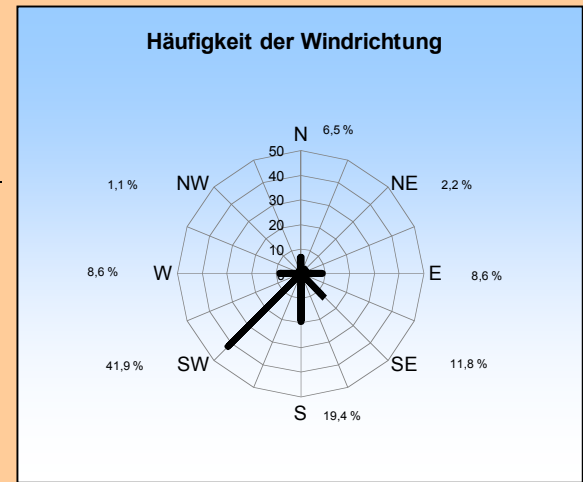 Häufigkeit der Windrichtung
N 6,5 %
50
40
30
20
10
0
NW 1,1 %
NE 2,2 %
W 8,6 %
E 8,6 %
SW 41,9 %
SE 11,8 %
S 19,4 %